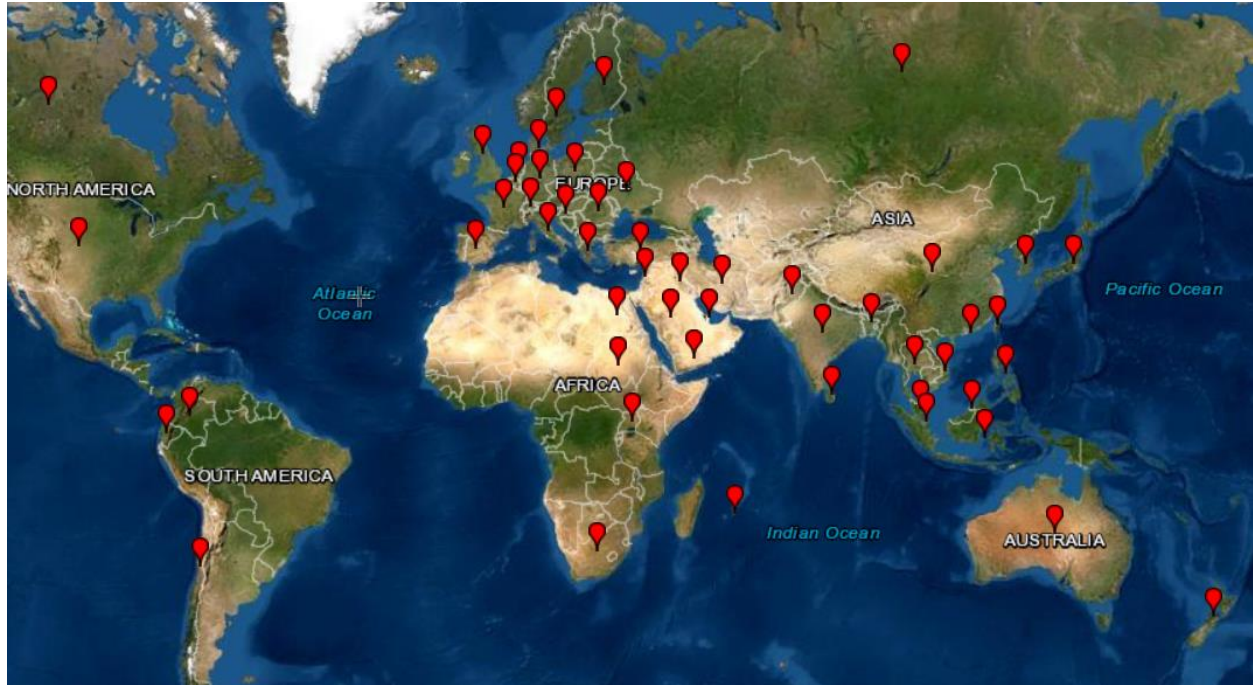 NORTH AMERICA
EUROPE
ASIA
Atlantic
Ocean
Pacific Ocean
AFRICA
SOUTH AMERICA
Indian Ocean
AUSTRALIA